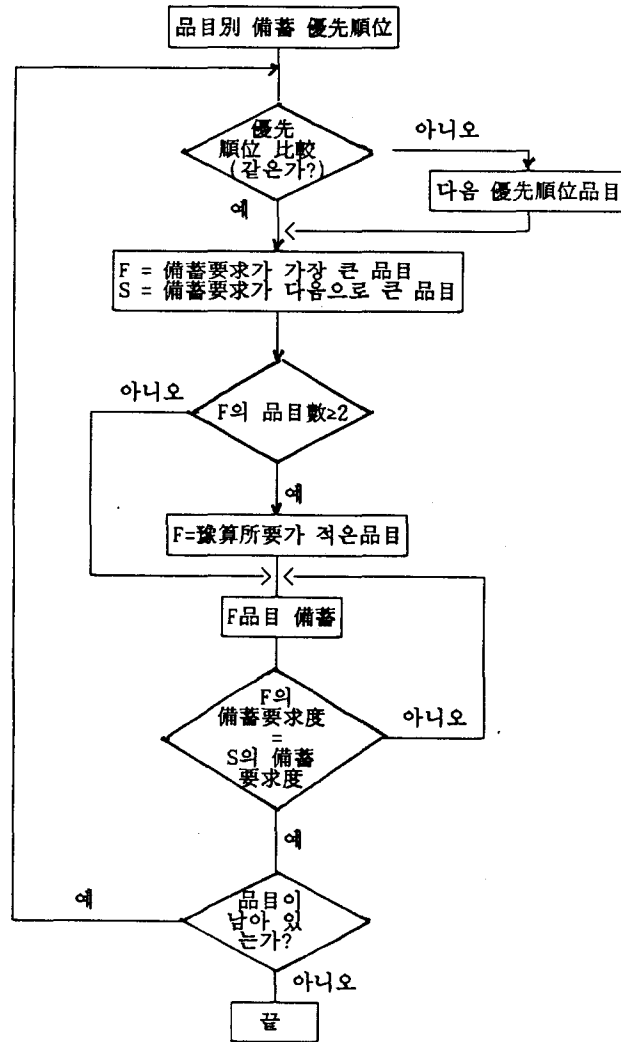 品目別 備蓄 優先順位
優先
順位 比較
(같은가?)
아니오
다음 優先順位品目
예
F = 備蓄要求가 가장 큰 品目
S = 備蓄要求가 다음으로 큰 品目
아니오
F의 品目數≥2
예
F=豫算所要가 적은品目
F品目 備蓄
F의
備蓄要求度
=
S의 備蓄
要求度
아니오
예
예
品目이
남아 있
는가?
아니오
끝